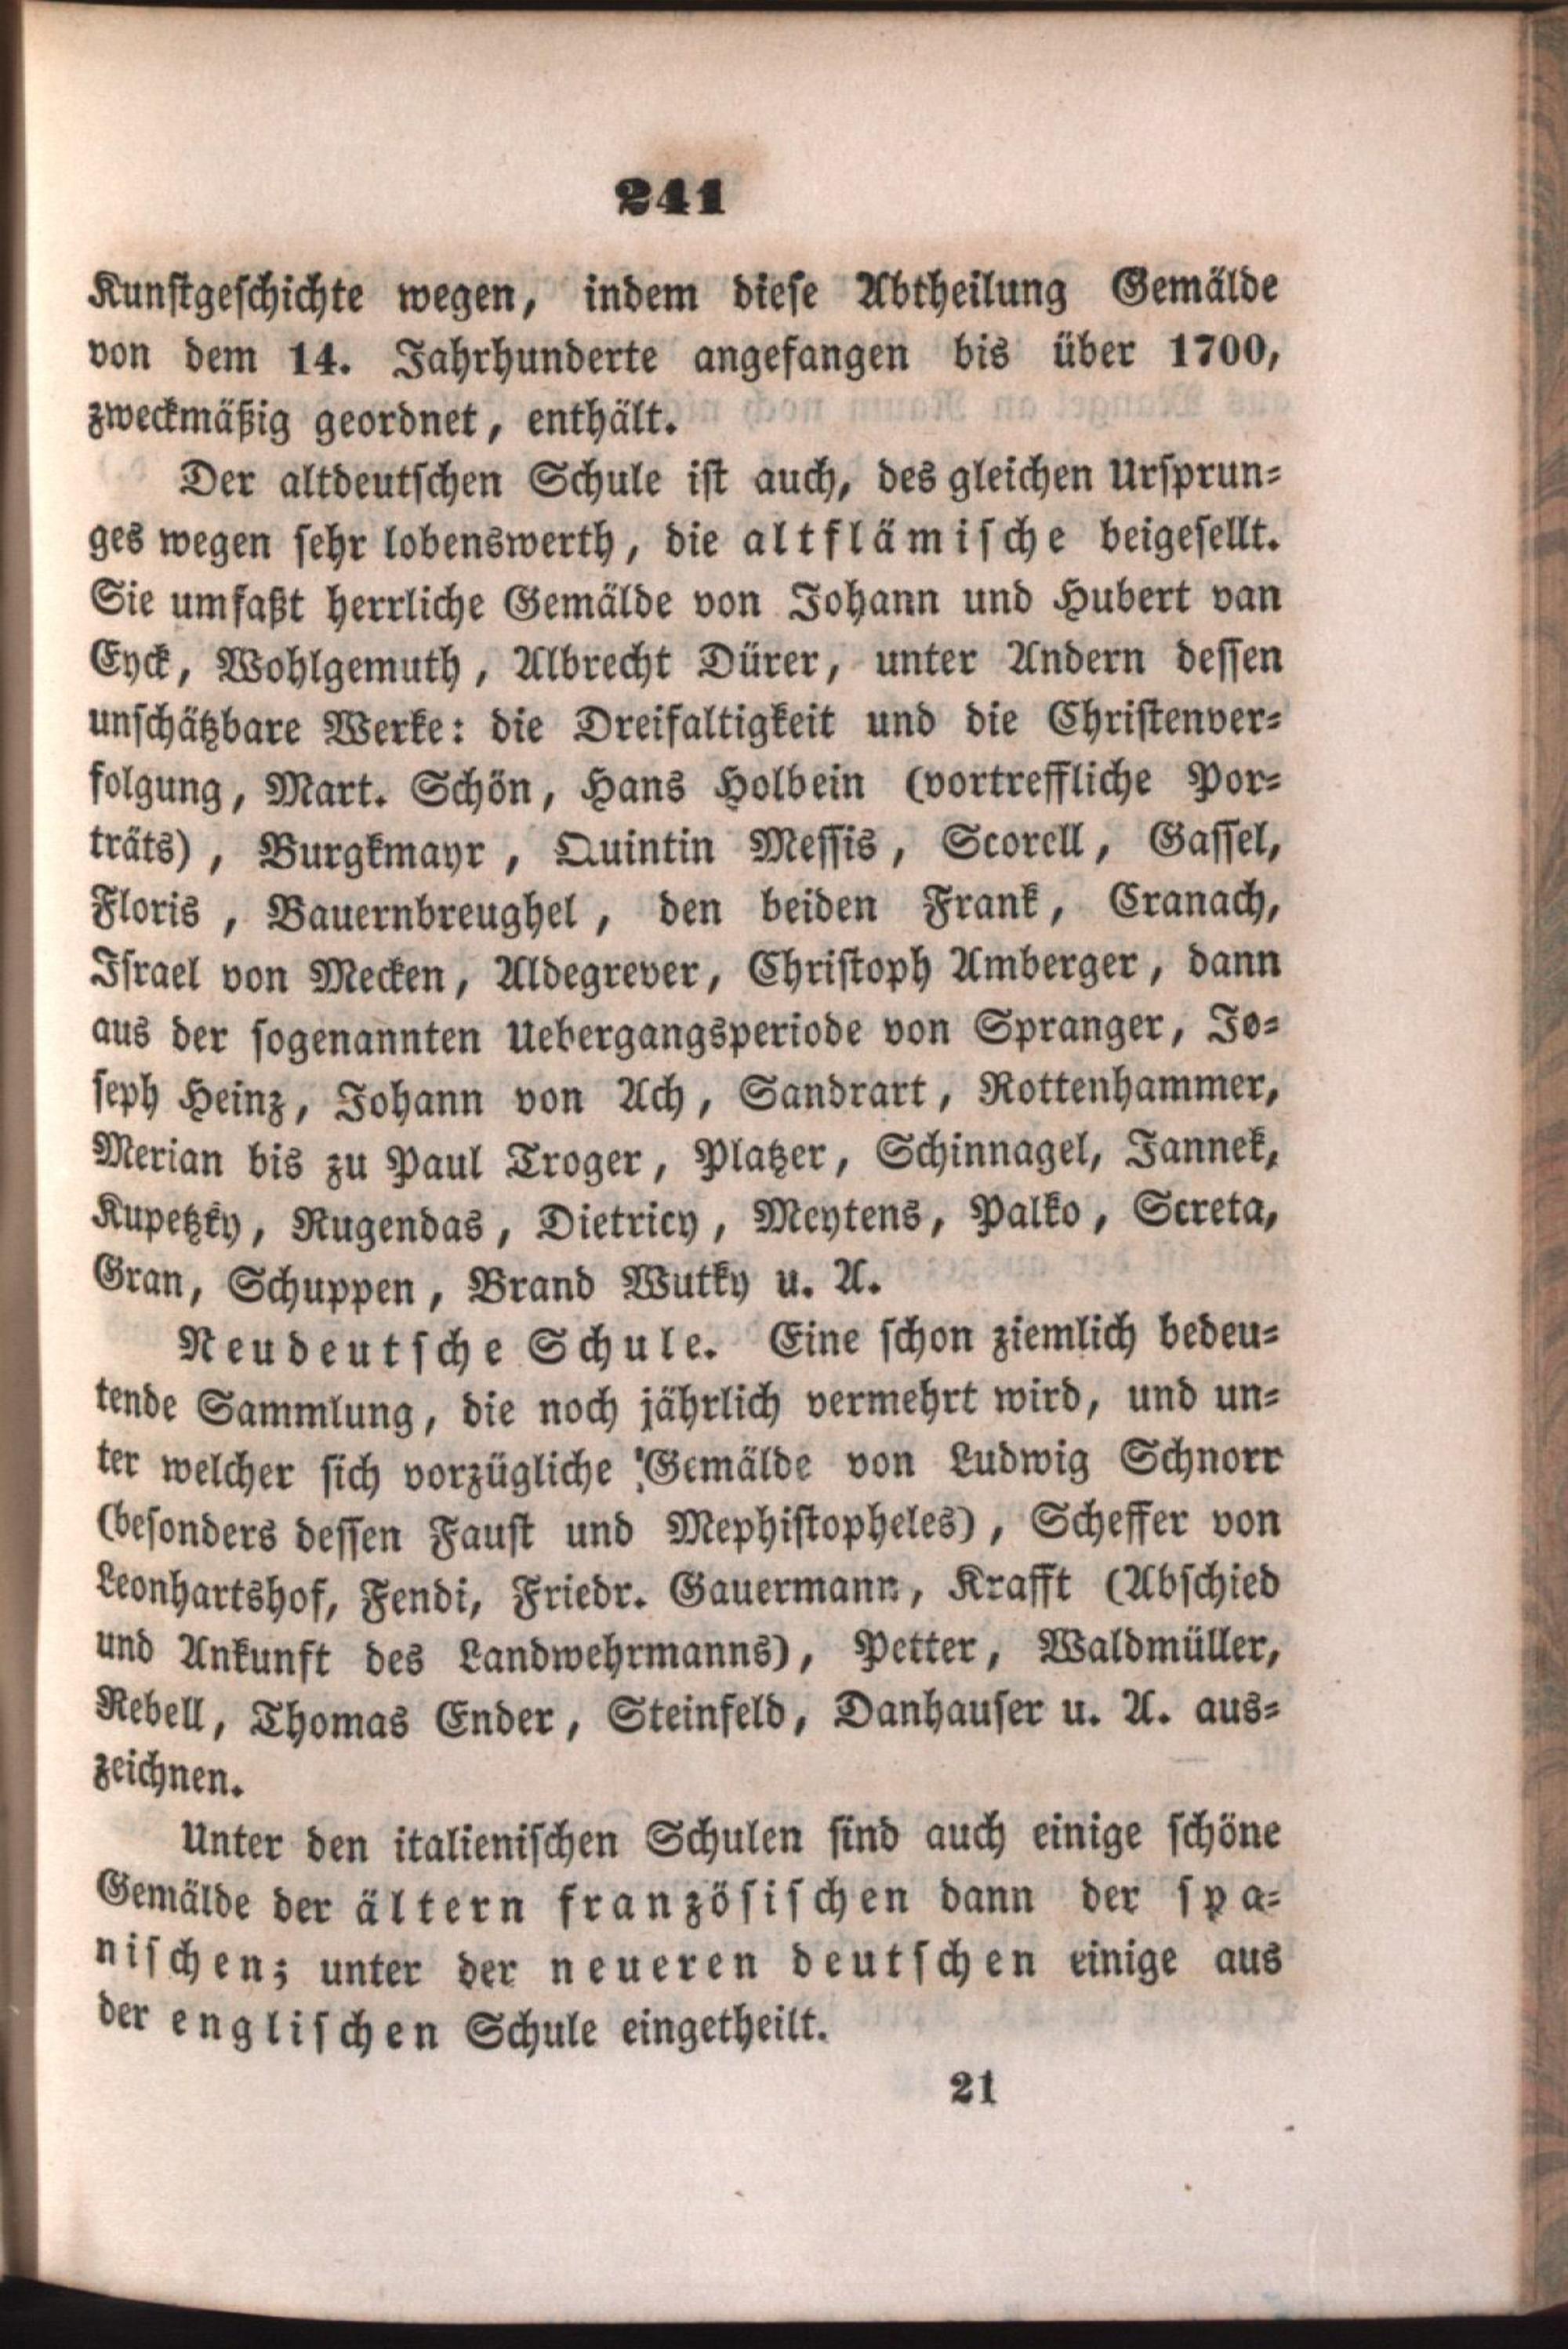 241
Kunstgeschichte wegen, indem diese Abtheilung Gemälde
von dem 14. Jahrhunderte angefangen bis über 1700,
zweckmäßig geordnet, enthält.
Der altdeutschen Schule ist auch, des gleichen Ursprun-
ges wegen sehr lobenswerth, die altflämische beigesellt.
Sie umfaßt herrliche Gemälde von Johann und Hubert van
Eyck, Wohlgemuth, Albrecht Dürer, unter Andern dessen
unschätzbare Werke: die Dreifaltigkeit und die Christenver-
folgung, Mart. Schön, Hans Holbein (vortreffliche Por-
träts), Burgkmayr, Quintin Messis, Scorell, Gassel,
Floris, Bauernbreughel, den beiden Frank, Cranach,
Israel von Mecken, Aldegrever, Christoph Amberger, dann
aus der sogenannten Uebergangsperiode von Spranger, Jo-
seph Heinz, Johann von Ach, Sandrart, Rottenhammer,
Merian bis zu Paul Troger, Platzer, Schinnagel, Jannek,
Kupetzky, Rugendas, Dietricy, Meytens, Palko, Screta,
Gran, Schuppen, Brand Wutky u. A.
Neudeutsche Schule. Eine schon ziemlich bedeu-
tende Sammlung, die noch jährlich vermehrt wird, und un-
ter welcher sich vorzügliche Gemälde von Ludwig Schnorr
(besonders dessen Faust und Mephistopheles), Scheffer von
Leonhartshof, Fendi, Friedr. Gauermann, Krafft (Abschied
und Ankunft des Landwehrmanns), Petter, Waldmüller,
Rebell, Thomas Ender, Steinfeld, Danhauser u. A. aus-
zeichnen.
Unter den italienischen Schulen sind auch einige schöne
Gemälde der ältern französischen dann der spa-
nischen; unter der neueren deutschen einige aus
der englischen Schule eingetheilt.
21